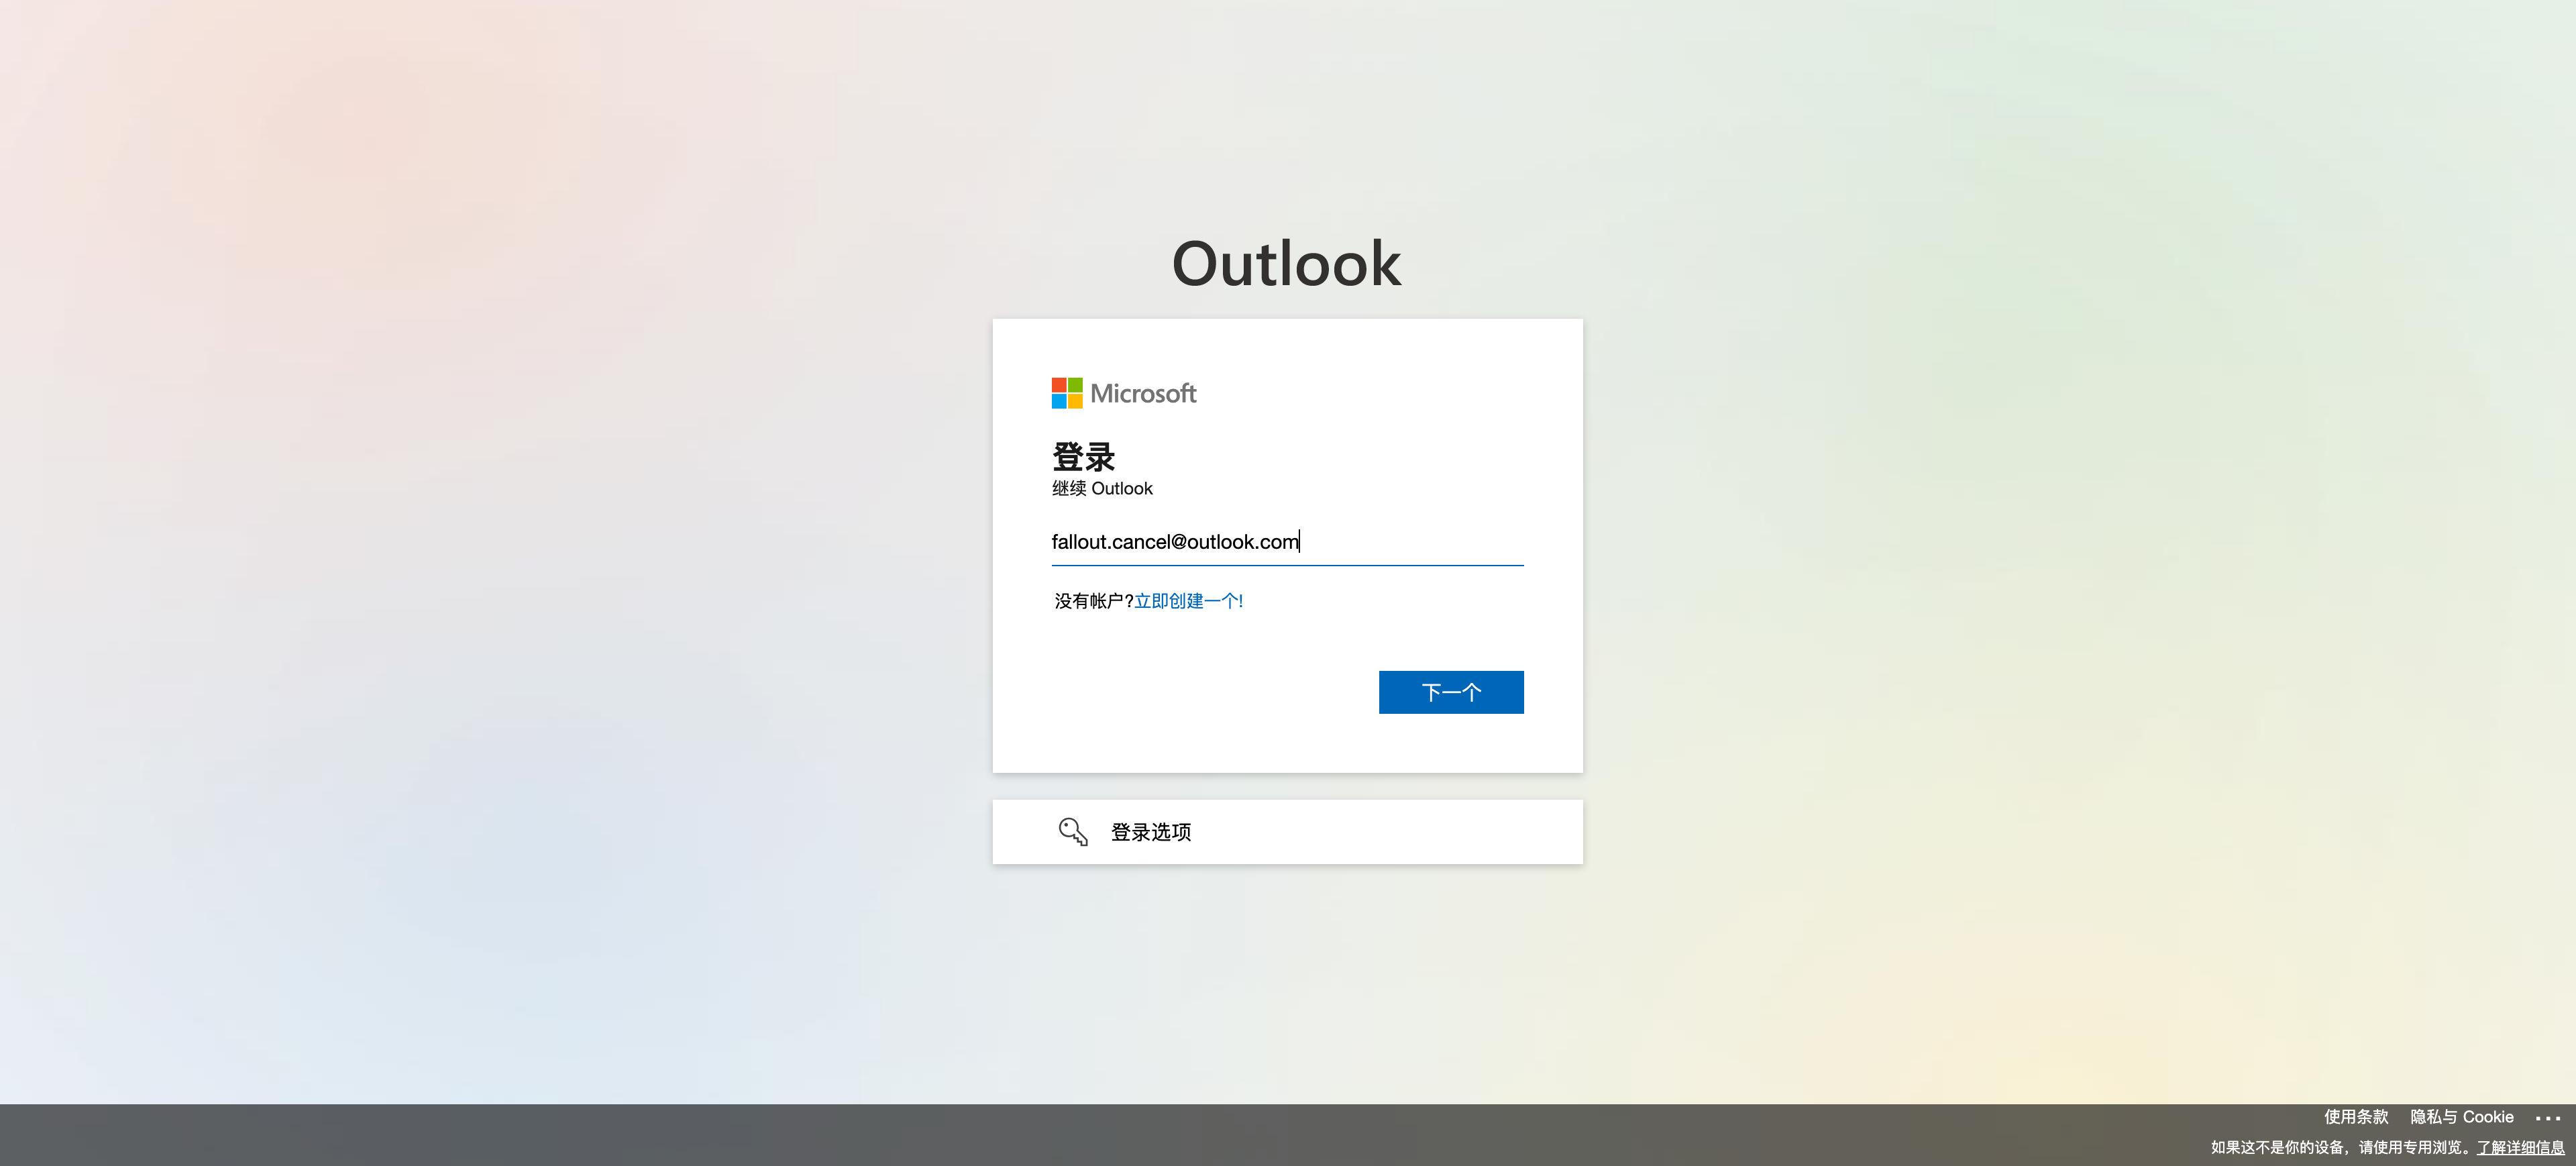 Outlook
Microsoft
登录
继续 Outlook
fallout.cancel@outlook.com
没有帐户?立即创建一个!
下一个
登录选项
使用条款 隐私与 Cookie ...
如果这不是你的设备，请使用专用浏览。了解详细信息